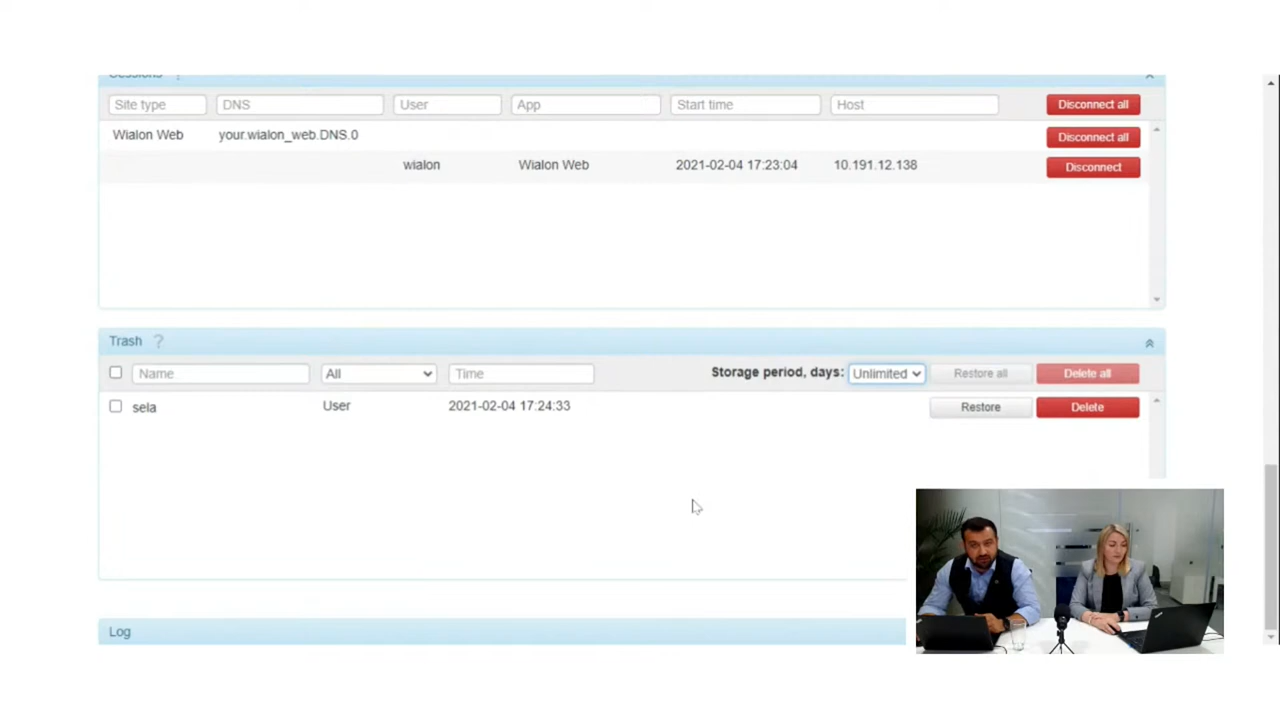 Sessions ?
Site type DNS User App Start time Host Disconnect all
Wialon Web your.wialon_web.DNS.0 Disconnect all
wialon Wialon Web 2021-02-04 17:23:04 10.191.12.138 Disconnect
Trash ?
Name All Time Storage period, days: Unlimited Restore all Delete all
sela User 2021-02-04 17:24:33 Restore Delete
Log